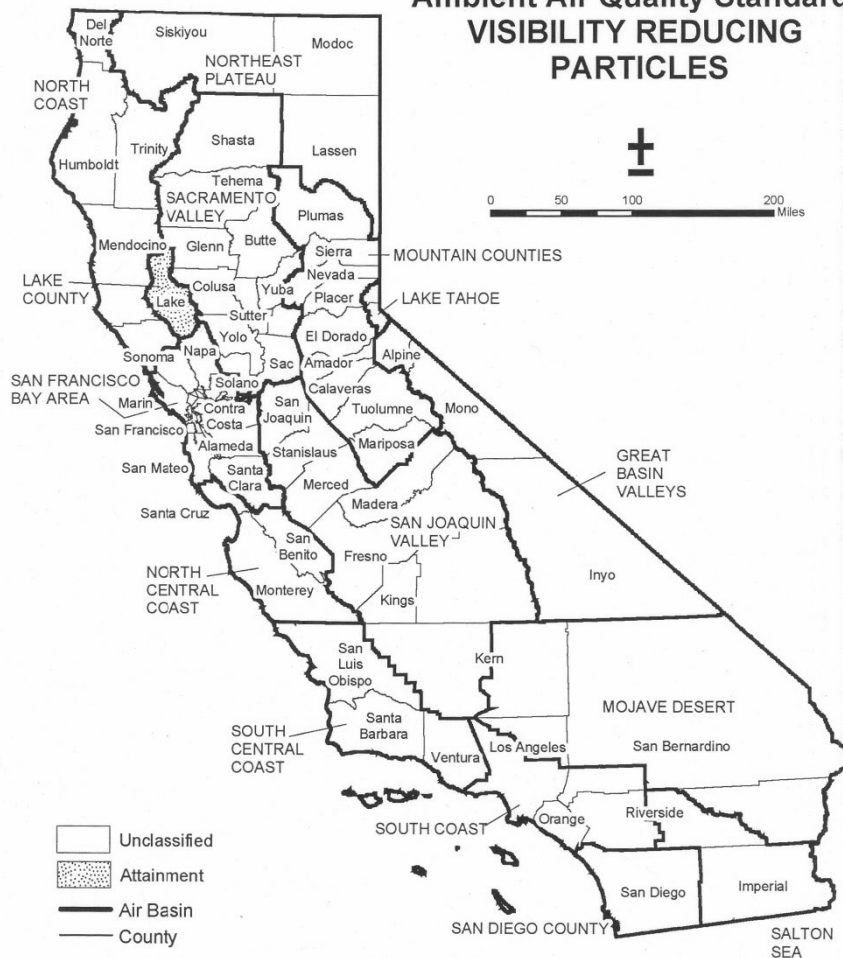 Ambient Air Quality Standard
VISIBILITY REDUCING
PARTICLES
0 50 100 200
Miles
Del
Norte
Siskiyou
Modoc
NORTHEAST
PLATEAU
NORTH
COAST
Humboldt
Trinity
Shasta
Lassen
Tehema
SACRAMENTO
VALLEY
Plumas
Mendocino
Glenn
Butte
Sierra
MOUNTAIN COUNTIES
Nevada
LAKE
COUNTY
Lake
Colusa
Yuba
Placer
LAKE TAHOE
Sutter
Yolo
El Dorado
Sonoma
Napa
Sac
Amador
Alpine
SAN FRANCISCO
BAY AREA
Solano
Calaveras
Marin
Contra
Costa
San
Joaquin
Tuolumne
Mono
San Francisco
Alameda
Stanislaus
Mariposa
San Mateo
Santa
Clara
Merced
GREAT
BASIN
VALLEYS
Santa Cruz
Madera
San
Benito
SAN JOAQUIN
VALLEY
Fresno
NORTH
CENTRAL
COAST
Monterey
Kings
Inyo
San
Luis
Obispo
Kern
MOJAVE DESERT
SOUTH
CENTRAL
COAST
Santa
Barbara
Ventura
Los Angeles
San Bernardino
SOUTH COAST
Orange
Riverside
Unclassified
Attainment
Air Basin
County
San Diego
Imperial
SAN DIEGO COUNTY
SALTON
SEA